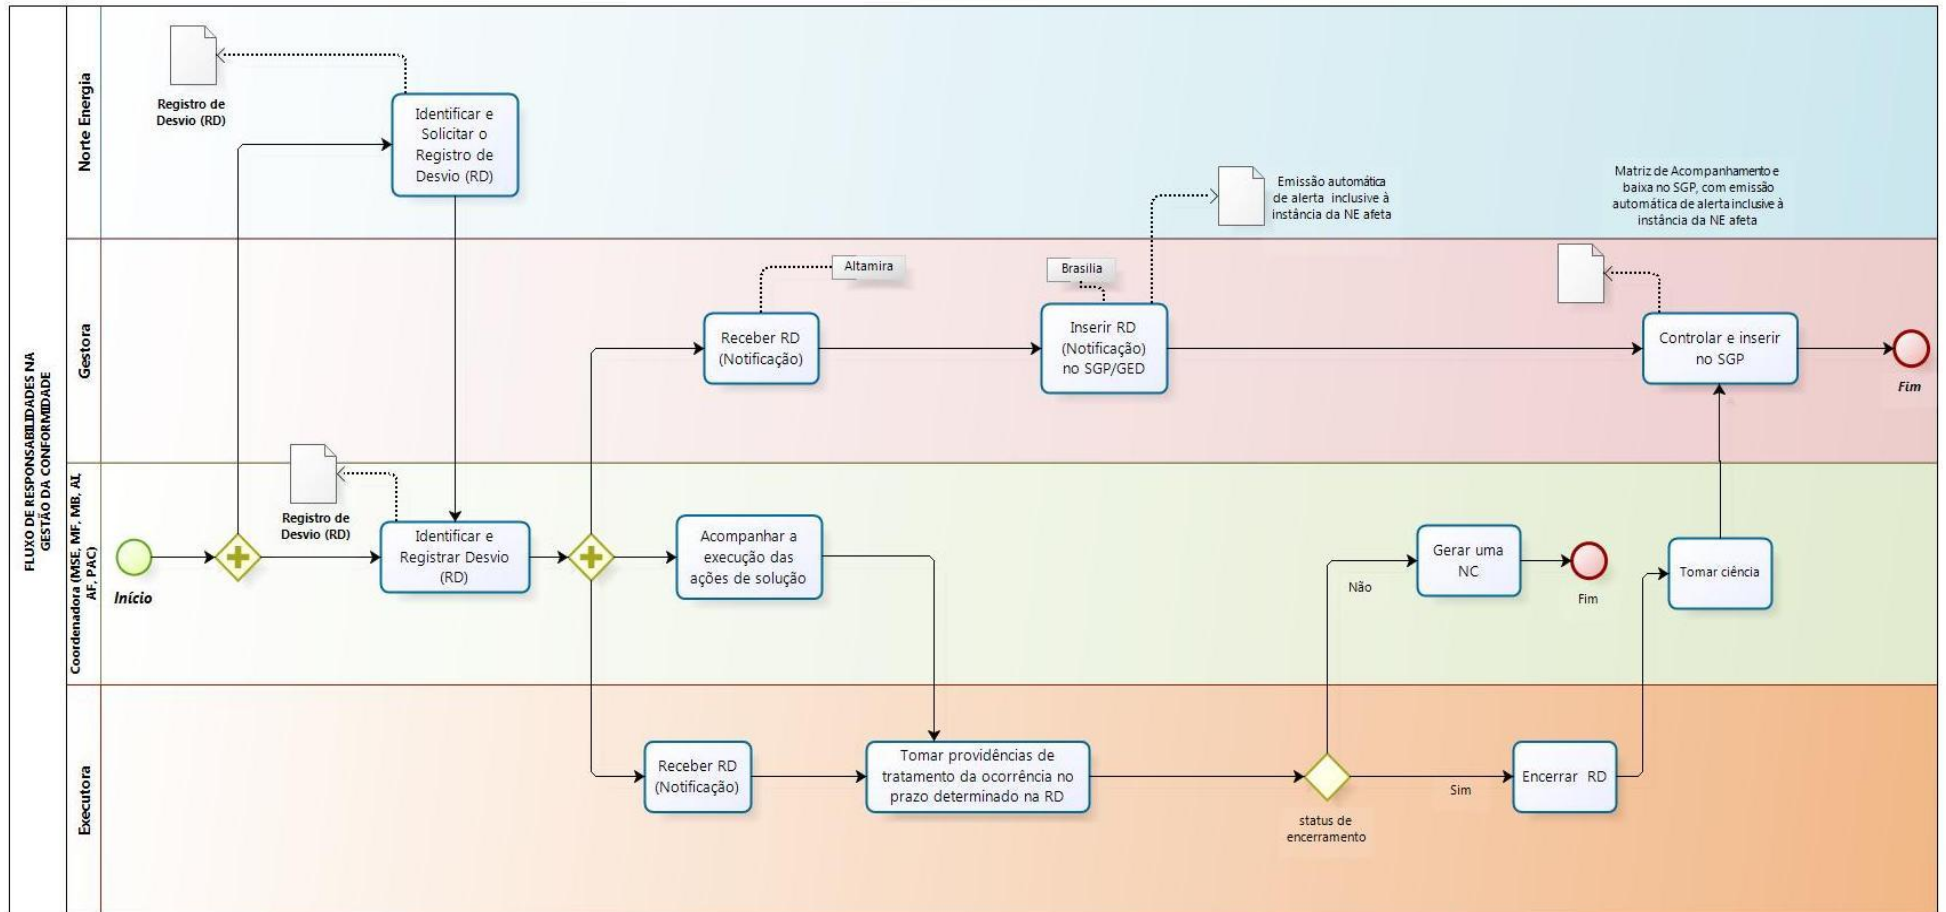 FLUXO DE RESPONSABILIDADES NA
GESTÃO DA CONFORMIDADE
Norte Energia
Registro de
Desvio (RD)
Identificar e
Solicitar o
Registro de
Desvio (RD)
Emissão automática
de alerta inclusive à
instância da NE afeta
Matriz de Acompanhamento e
baixa no SGP, com emissão
automática de alerta inclusive à
instância da NE afeta
Gestora
Altamira
Receber RD
(Notificação)
Brasilia
Inserir RD
(Notificação)
no SGP/GED
Controlar e inserir
no SGP
Fim
Coordenadora (MSE, MF, MB, AI,
AF, PAC)
Início
Registro de
Desvio (RD)
Identificar e
Registrar Desvio
(RD)
Acompanhar a
execução das
ações de solução
Não
Gerar uma
NC
Fim
Tomar ciência
Executora
Receber RD
(Notificação)
Tomar providências de
tratamento da ocorrência no
prazo determinado na RD
status de
encerramento
Sim
Encerrar RD